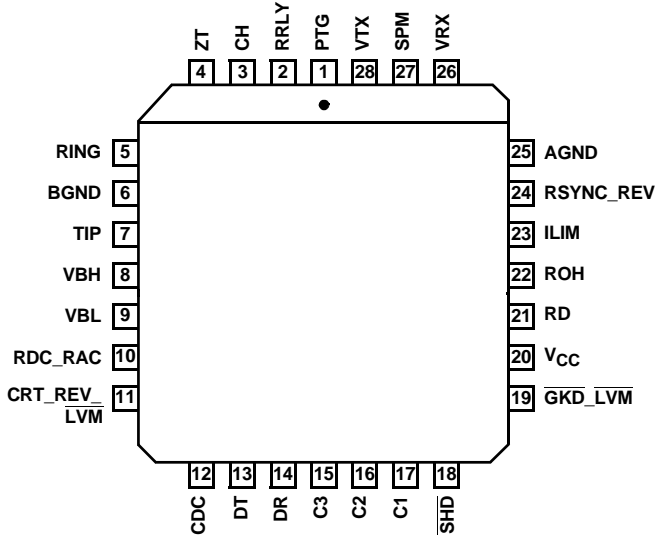 ZT CH RRLY PTG VTX SPM VRX
4 3 2 1 28 27 26
RING 5
BGND 6
TIP 7
VBH 8
VBL 9
RDC_RAC 10
CRT_REV_ 11
LVM
25 AGND
24 RSYNC_REV
23 ILIM
22 ROH
21 RD
20 VCC
19 GKD_LVM
12 13 14 15 16 17 18
CDC DT DR C3 C2 C1 SHD